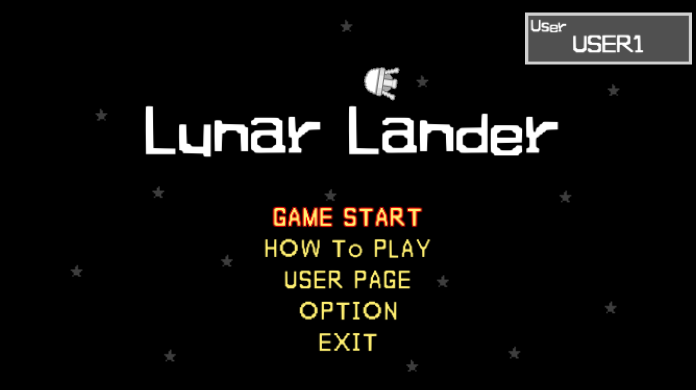 User
USER1
Lunar Lander
GAME START
HOW To PLAY
USER PAGE
OPTION
EXIT